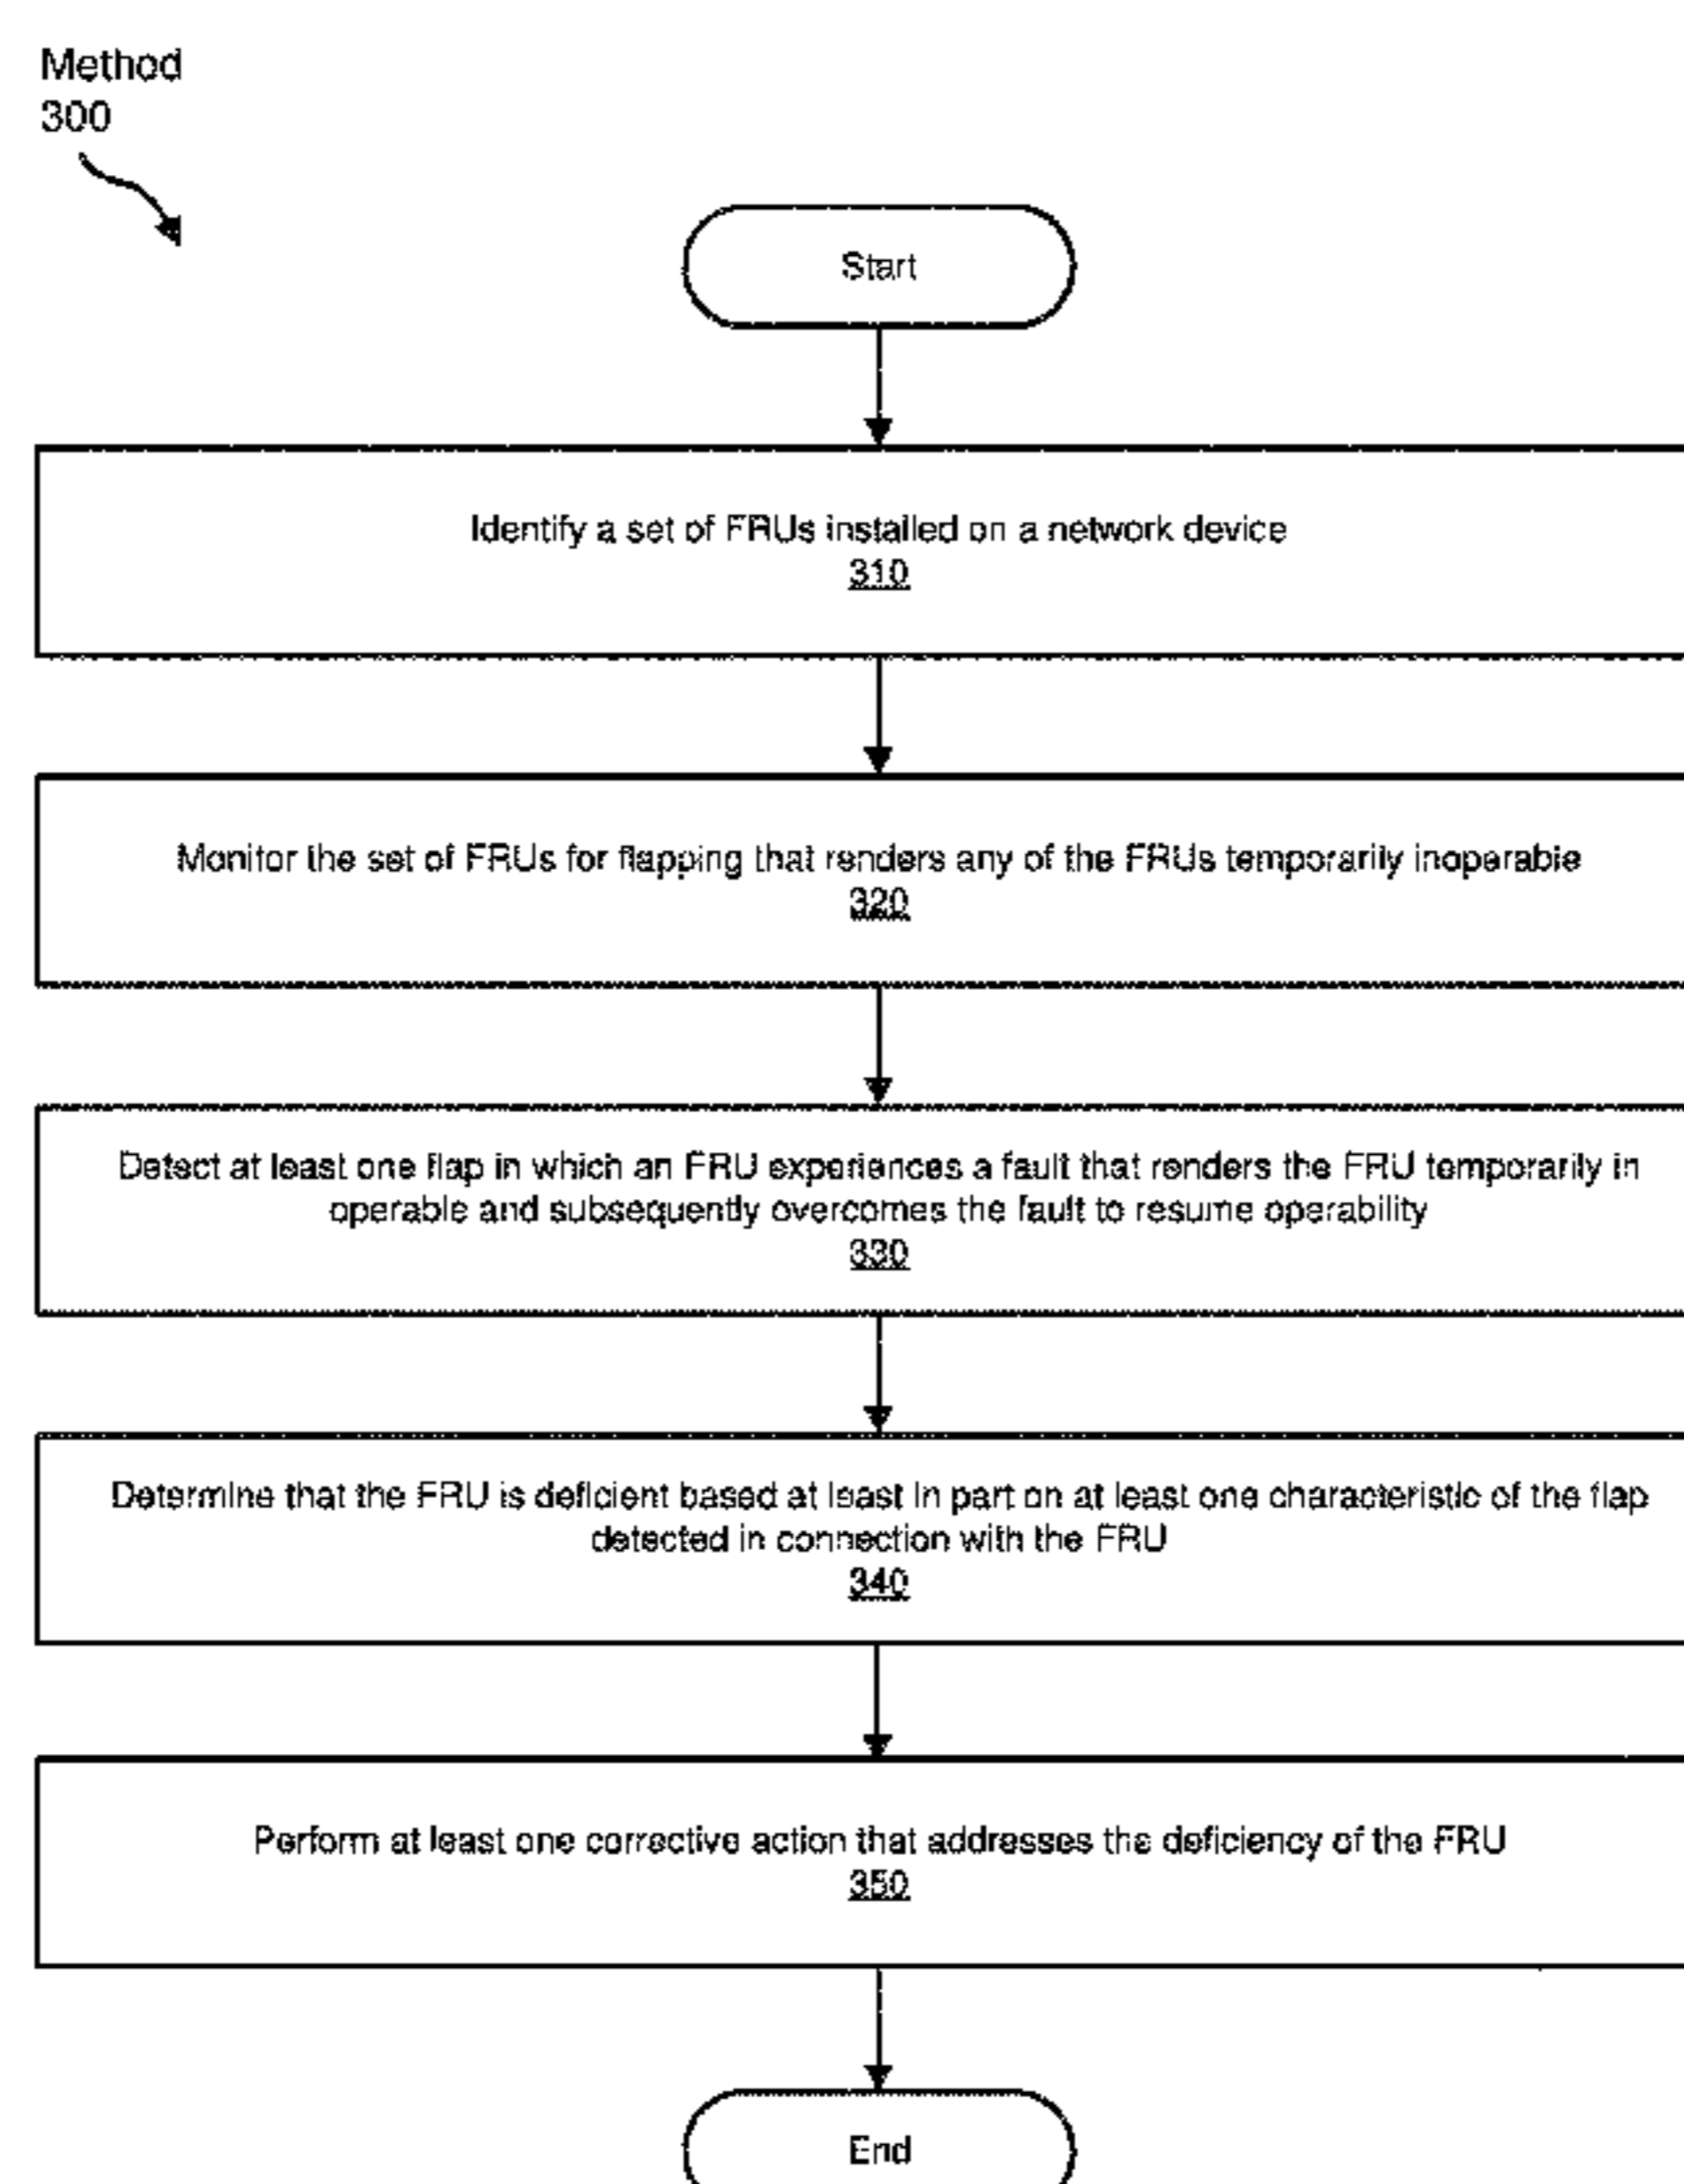 Method
300
Start
Identify a set of FRUs installed on a network device
310
Monitor the set of FRUs for flapping that renders any of the FRUs temporarily inoperable
320
Detect at least one flap in which an FRU experiences a fault that renders the FRU temporarily in
operable and subsequently overcomes the fault to resume operability
330
Determine that the FRU is deficient based at least in part on at least one characteristic of the flap
detected in connection with the FRU
340
Perform at least one corrective action that addresses the deficiency of the FRU
350
End